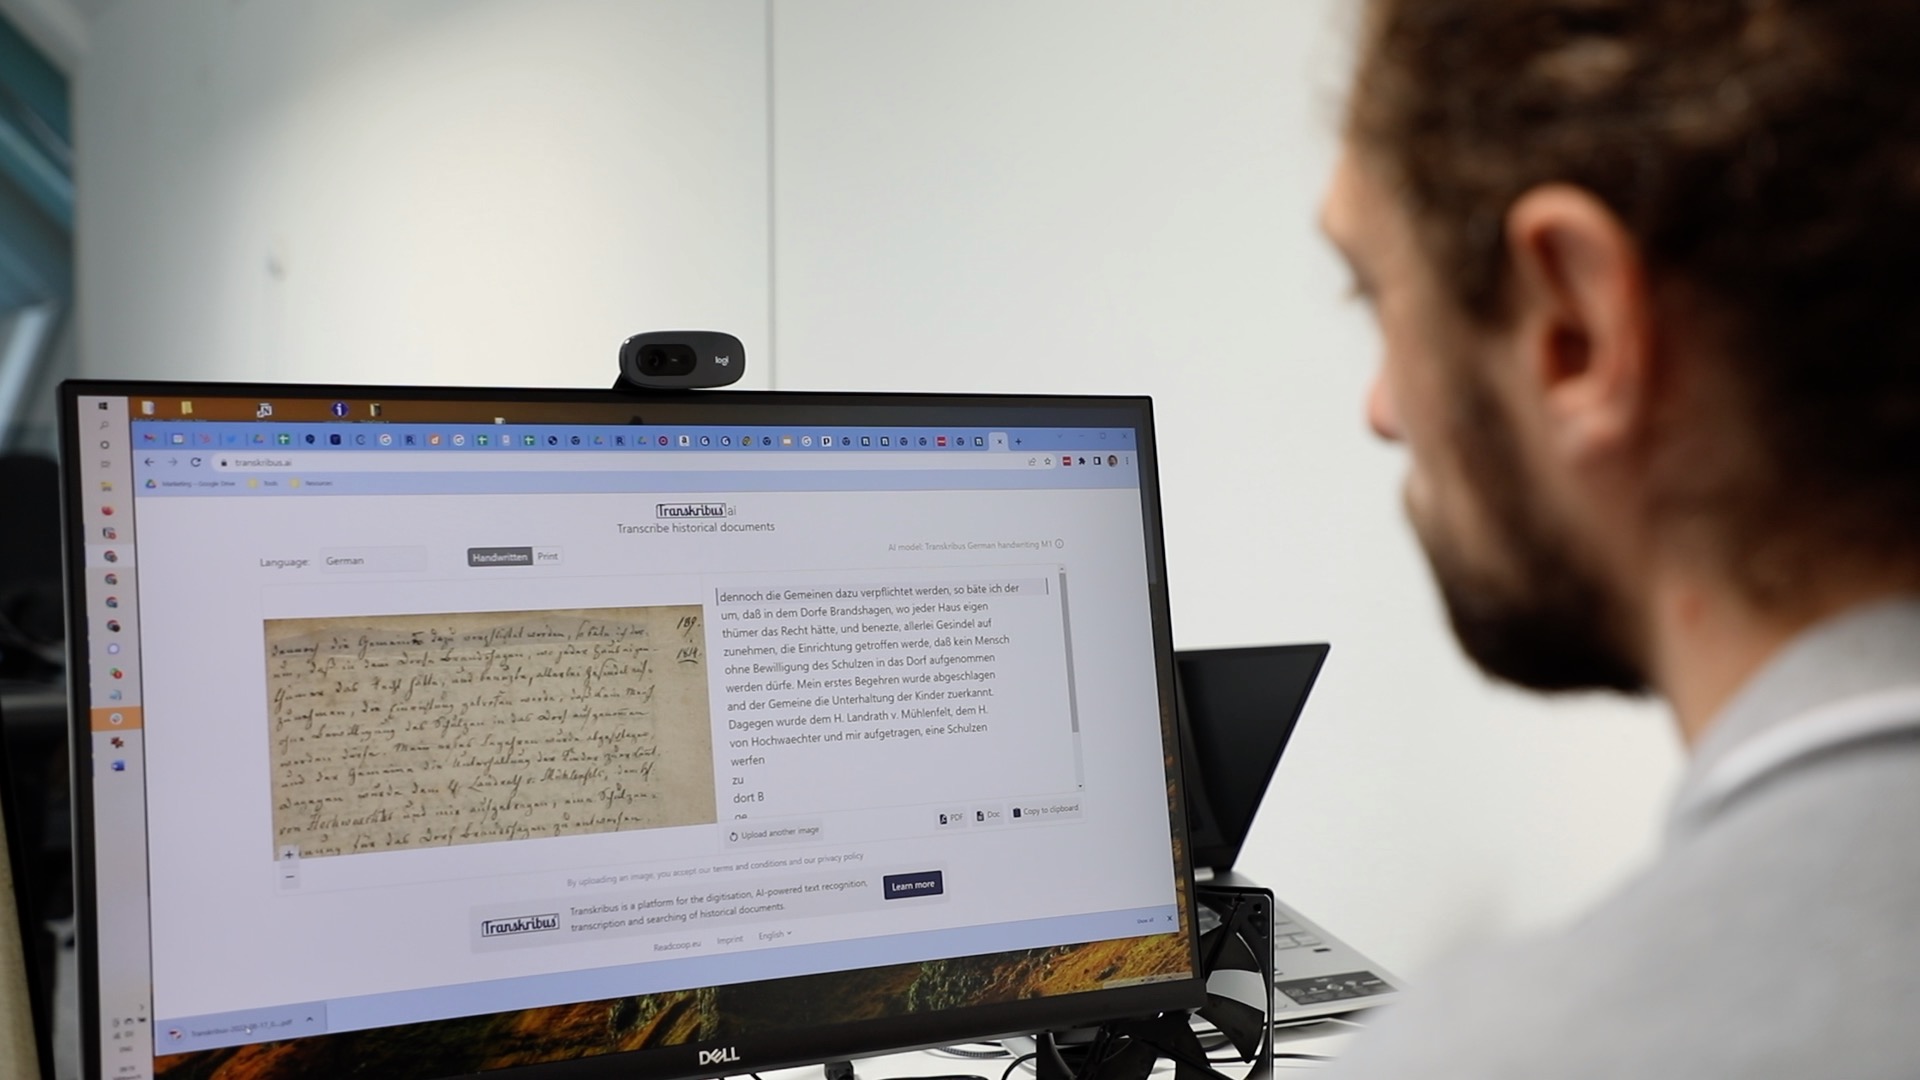 logi
transkribus.ai
Marketing - Google Drive
Tools
Resources
Transkribus ai
Transcribe historical documents
Language: German
Handwritten Print
AI model: Transkribus German handwriting M1
189.
dennoch die Gemeinen dazu verpflichtet werden, so bäte ich der
um, daß in dem Dorfe Brandshagen, wo jeder Haus eigen
thümer das Recht hätte, und benezte, allerlei Gesindel auf
zunehmen, die Einrichtung getroffen werde, daß kein Mensch
ohne Bewilligung des Schulzen in das Dorf aufgenommen
werden dürfe. Mein erstes Begehren wurde abgeschlagen
and der Gemeine die Unterhaltung der Kinder zuerkannt.
Dagegen wurde dem H. Landrath v. Mühlenfelt, dem H.
von Hochwaechter und mir aufgetragen, eine Schulzen
werfen
zu
dort B
Upload another image
PDF
Doc
Copy to clipboard
By uploading an image, you accept our terms and conditions and our privacy policy
Transkribus
Transkribus is a platform for the digitisation, AI-powered text recognition,
transcription and searching of historical documents.
Learn more
Readcoop.eu Imprint English
Show all
DELL